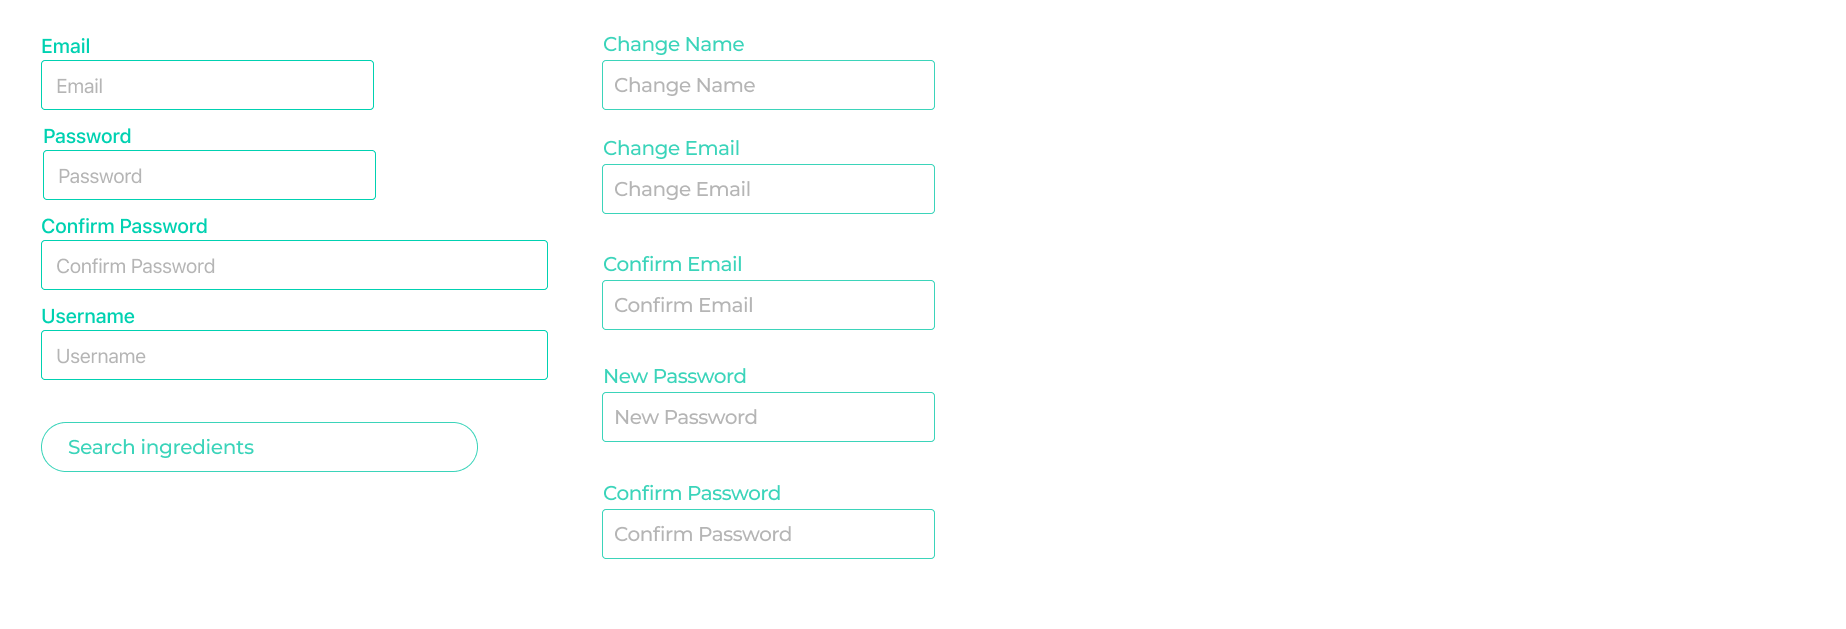 Email
Email
Password
Password
Confirm Password
Confirm Password
Username
Username
Search ingredients
Change Name
Change Name
Change Email
Change Email
Confirm Email
Confirm Email
New Password
New Password
Confirm Password
Confirm Password